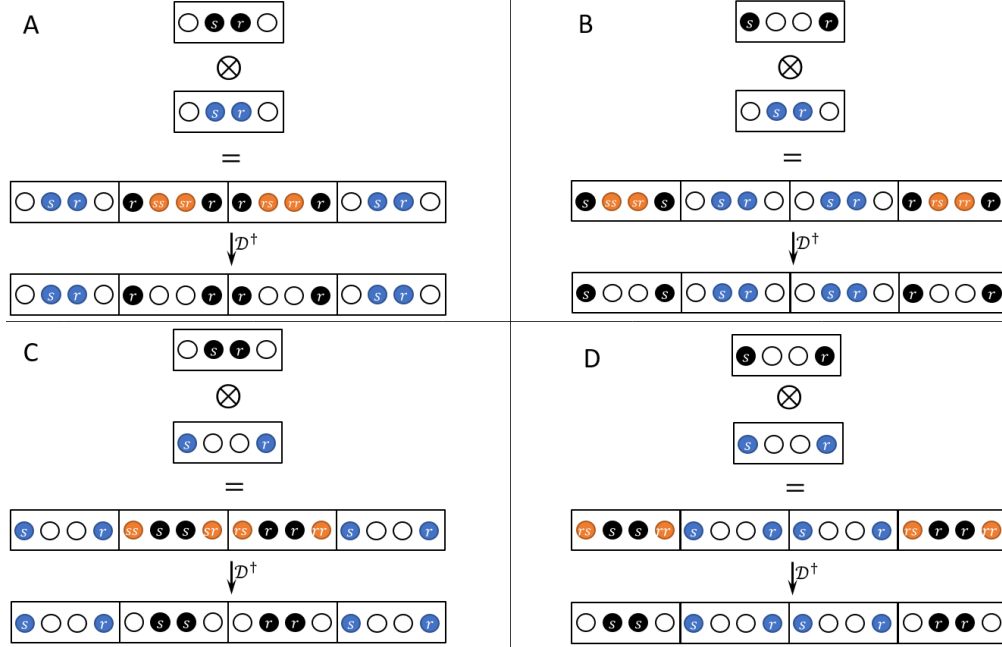 A
s r
⊗
s r
=
s r r ss sr r r rs rr r s r
𝒟†
s r r r r r s r
B
s r
⊗
s r
=
s ss sr s s r s r r rs rr r
𝒟†
s s s r s r r r
C
s r
⊗
s r
=
s r ss s s sr rs r r rr s r
𝒟†
s r s s r r s r
D
s r
⊗
s r
=
rs s s rr s r s r rs r r rr
𝒟†
s s s r s r r r